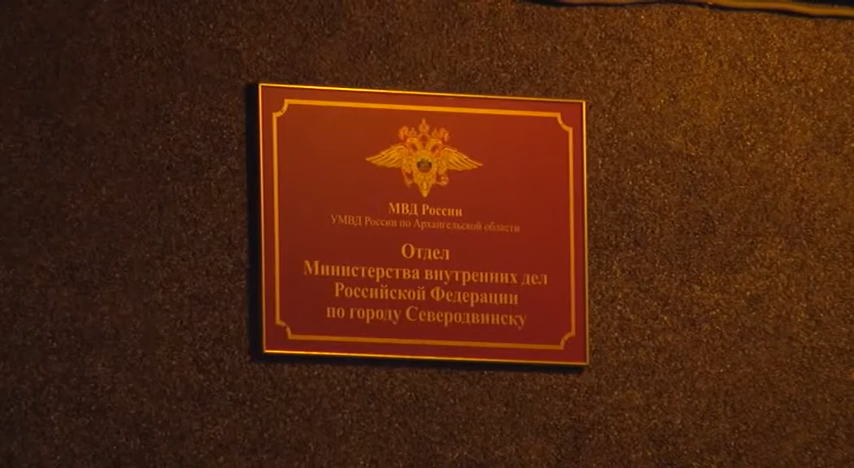 МВД России
УМВД России по Архангельской области
Отдел
Министерства внутренних дел
Российской Федерации
по городу Северодвинску